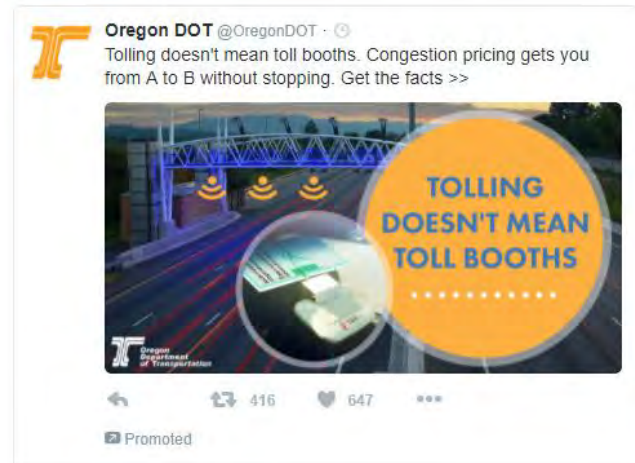 Oregon DOT @OregonDOT ·
Tolling doesn't mean toll booths. Congestion pricing gets you
from A to B without stopping. Get the facts >>
TOLLING
DOESN'T MEAN
TOLL BOOTHS
Oregon
Department
of Transportation
416 647
Promoted